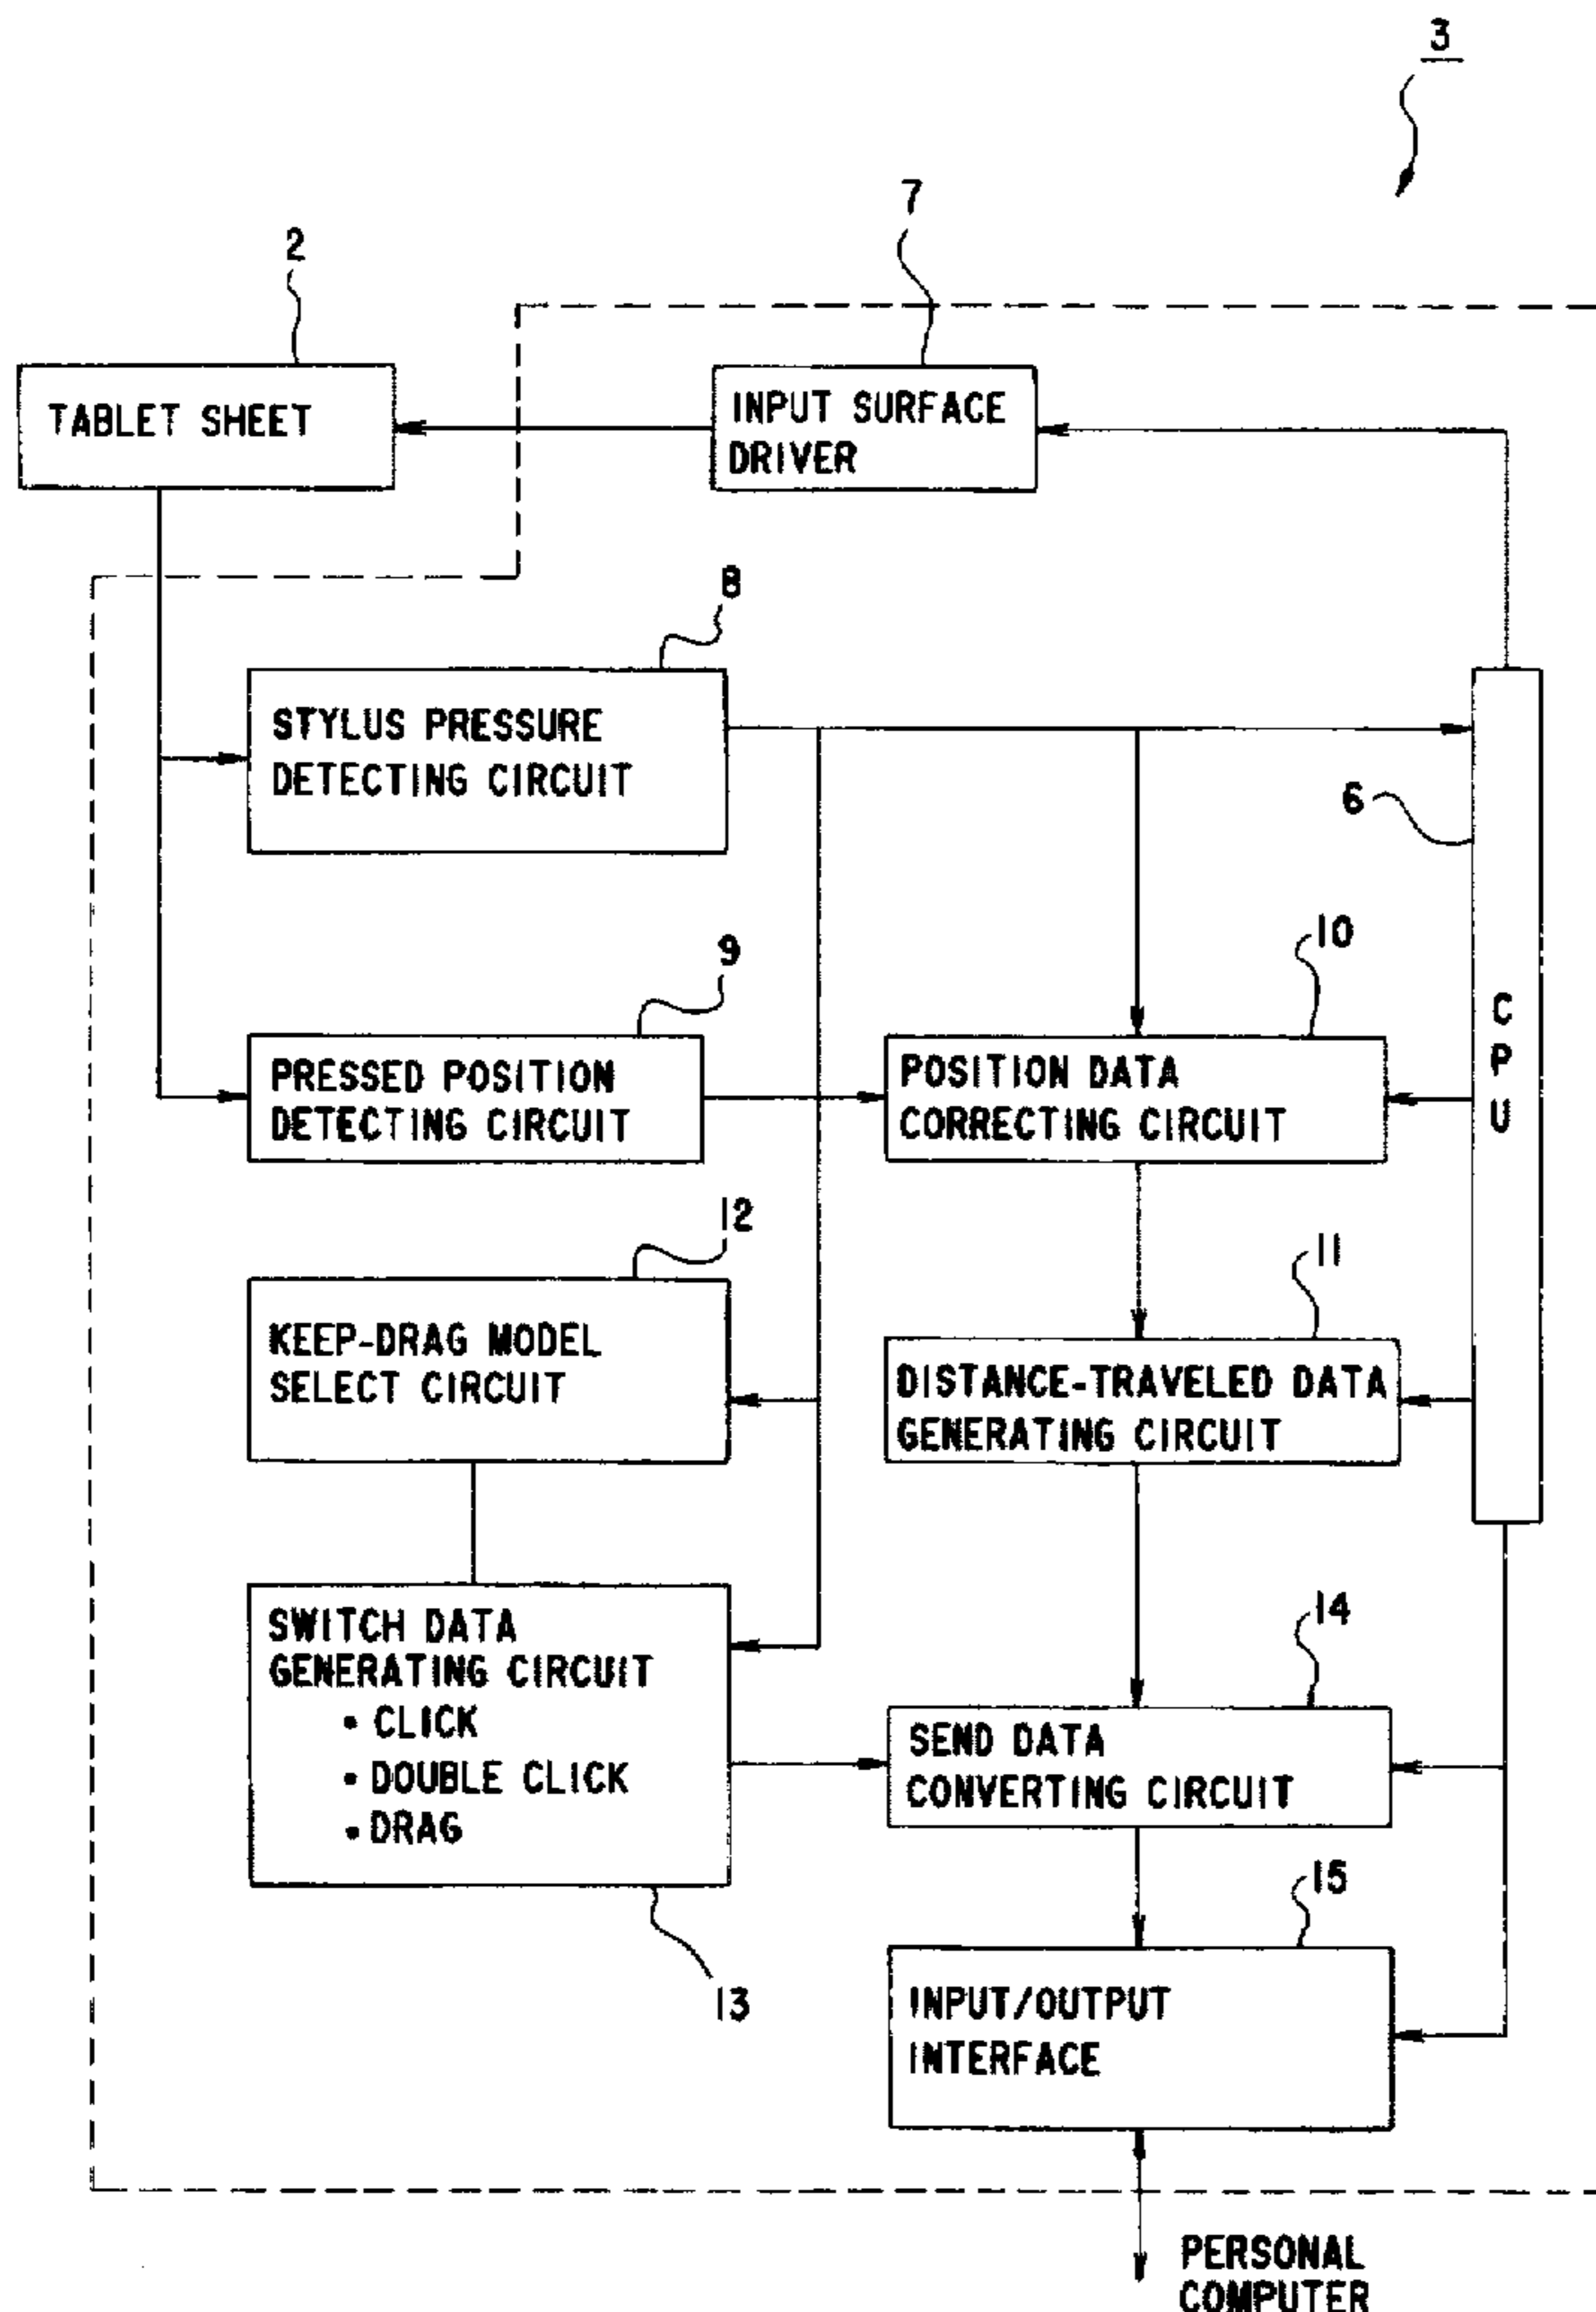 3
7
2
TABLET SHEET
INPUT SURFACE
DRIVER
8
STYLUS PRESSURE
DETECTING CIRCUIT
6
CPU
9
PRESSED POSITION
DETECTING CIRCUIT
10
POSITION DATA
CORRECTING CIRCUIT
12
KEEP-DRAG MODEL
SELECT CIRCUIT
11
DISTANCE-TRAVELED DATA
GENERATING CIRCUIT
SWITCH DATA
GENERATING CIRCUIT
• CLICK
• DOUBLE CLICK
• DRAG
13
14
SEND DATA
CONVERTING CIRCUIT
15
INPUT/OUTPUT
INTERFACE
PERSONAL
COMPUTER